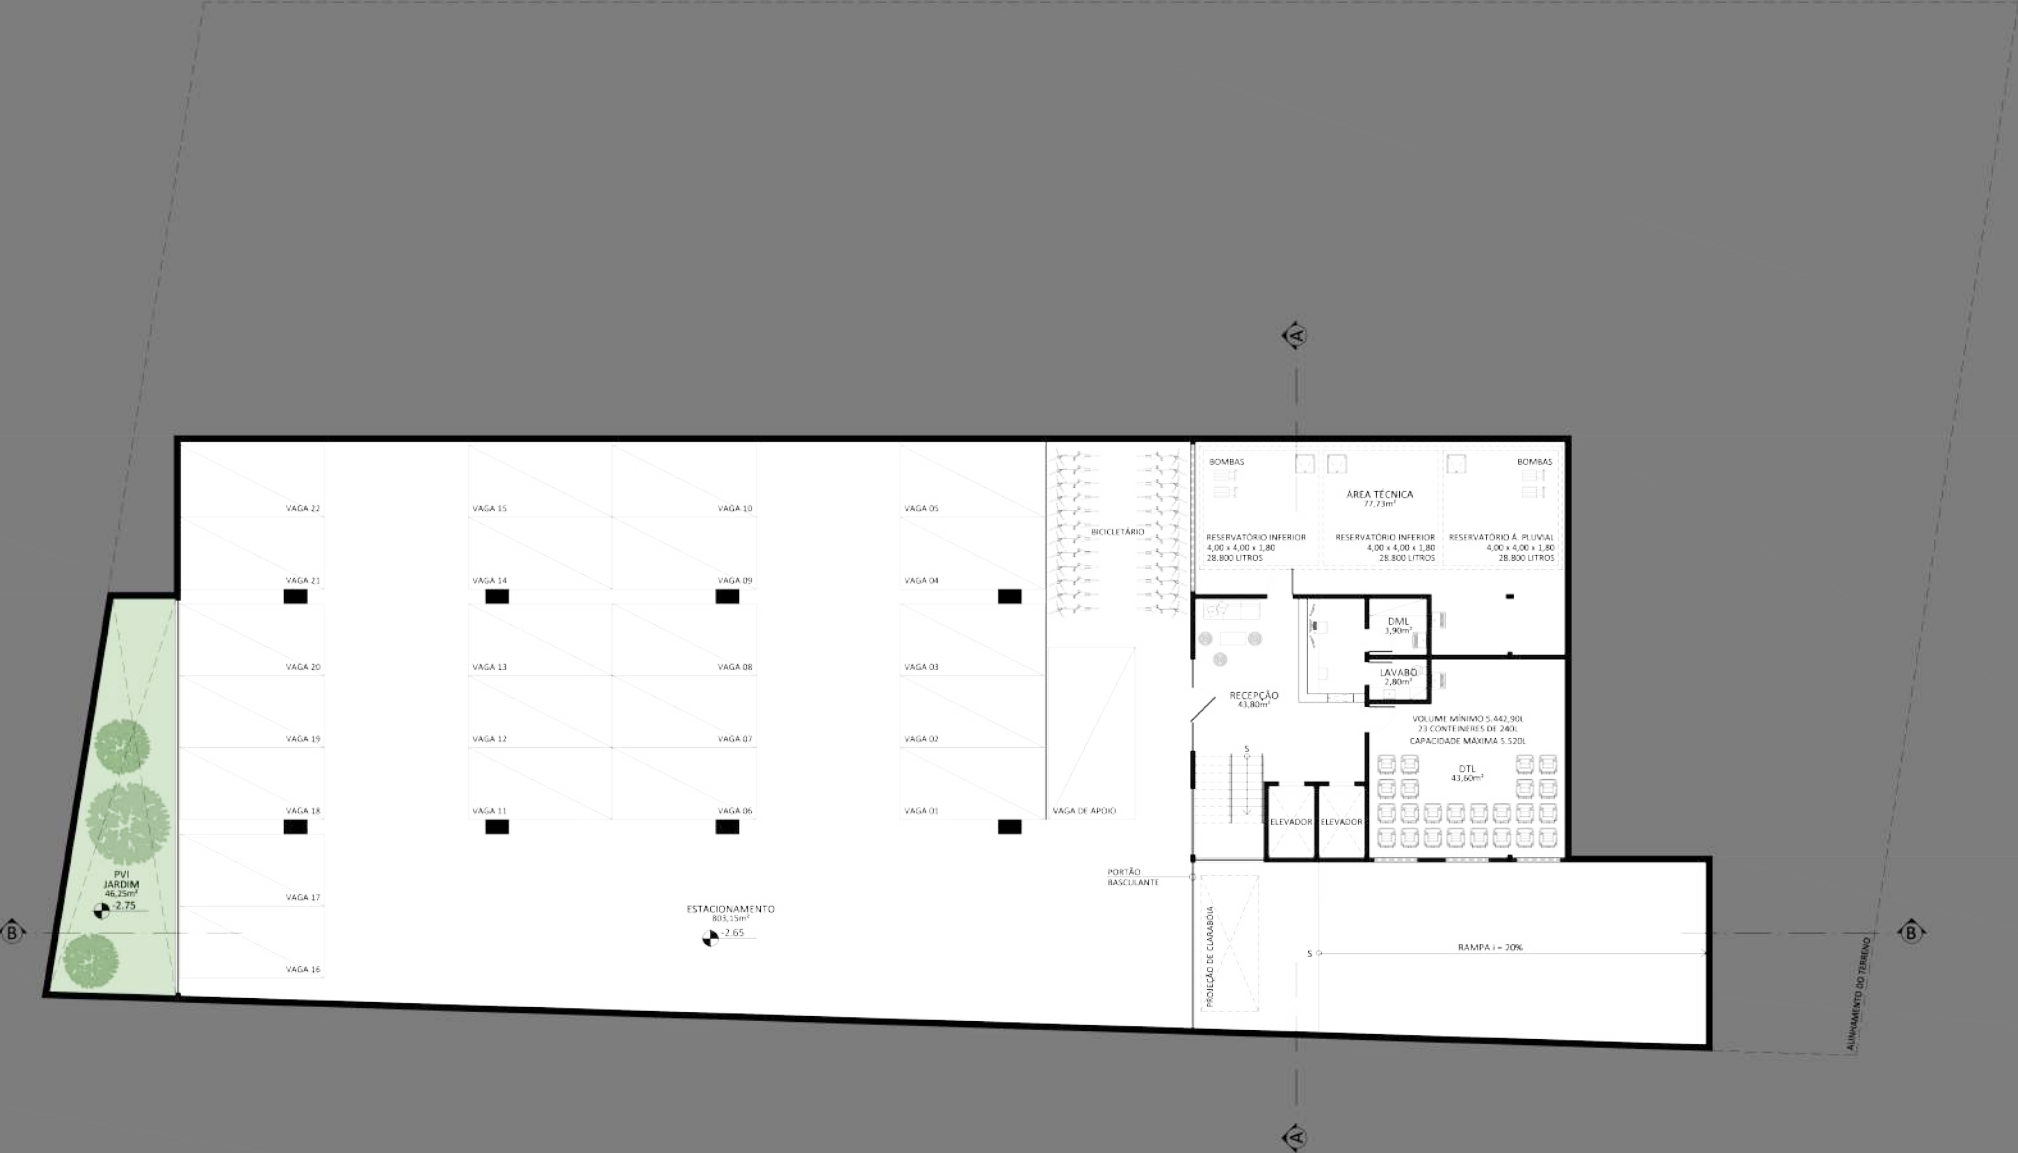 A
BOMBAS
BOMBAS
ÁREA TÉCNICA
77,73m²
VAGA 22
VAGA 15
VAGA 10
VAGA 05
BICICLETÁRIO
RESERVATÓRIO INFERIOR
4,00 x 4,00 x 1,80
28.800 LITROS
RESERVATÓRIO INFERIOR
4,00 x 4,00 x 1,80
28.800 LITROS
RESERVATÓRIO Á. PLUVIAL
4,00 x 4,00 x 1,80
28.800 LITROS
VAGA 21
VAGA 14
VAGA 09
VAGA 04
DML
3,90m²
VAGA 20
VAGA 13
VAGA 08
VAGA 03
LAVABO
2,80m²
RECEPÇÃO
43,80m²
VOLUME MÍNIMO 5.442,90L
23 CONTEINERES DE 240L
CAPACIDADE MÁXIMA 5.520L
VAGA 19
VAGA 12
VAGA 07
VAGA 02
S
DTL
43,60m²
VAGA 18
VAGA 11
VAGA 06
VAGA 01
VAGA DE APOIO
ELEVADOR
ELEVADOR
PORTÃO
BASCULANTE
PVI
JARDIM
46,25m²
-2.75
VAGA 17
ESTACIONAMENTO
803,15m²
-2.65
B
B
PROJEÇÃO DE CLARABÓIA
S
RAMPA i = 20%
VAGA 16
ALINHAMENTO DO TERRENO
A